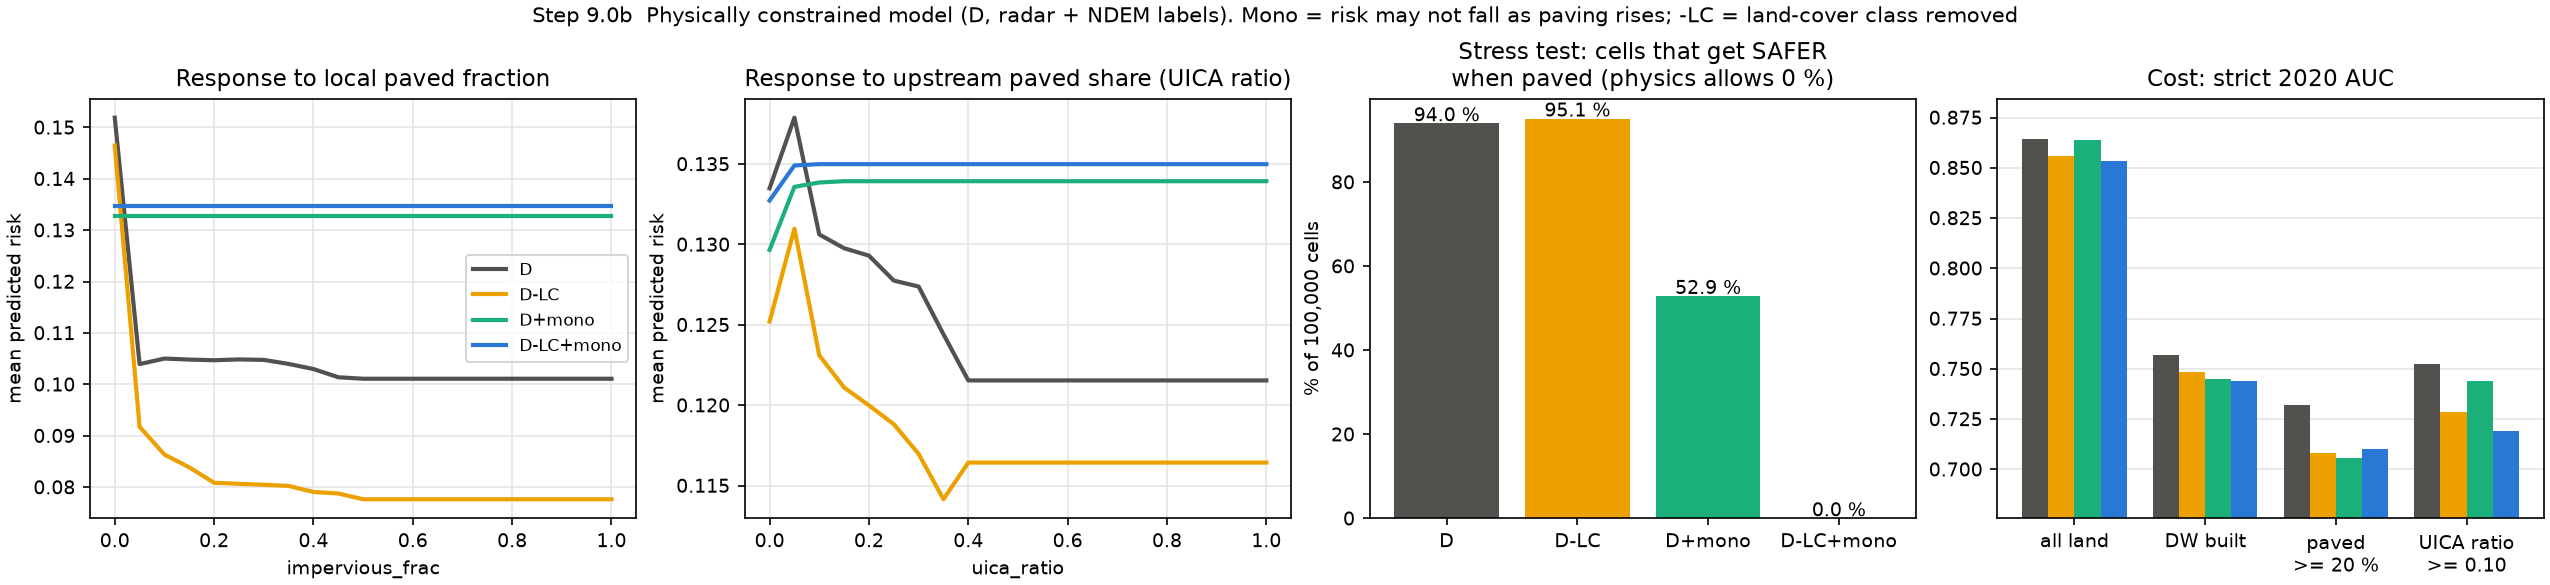 Step 9.0b  Physically constrained model (D, radar + NDEM labels). Mono = risk may not fall as paving rises; -LC = land-cover class removed
Response to local paved fraction
mean predicted risk
0.15
0.14
0.13
0.12
0.11
0.10
0.09
0.08
D
D-LC
D+mono
D-LC+mono
0.0 0.2 0.4 0.6 0.8 1.0
impervious_frac
Response to upstream paved share (UICA ratio)
mean predicted risk
0.135
0.130
0.125
0.120
0.115
0.0 0.2 0.4 0.6 0.8 1.0
uica_ratio
Stress test: cells that get SAFER
when paved (physics allows 0 %)
% of 100,000 cells
80
60
40
20
0
94.0 %
95.1 %
52.9 %
0.0 %
D D-LC D+mono D-LC+mono
Cost: strict 2020 AUC
0.875
0.850
0.825
0.800
0.775
0.750
0.725
0.700
all land DW built paved UICA ratio
>= 20 % >= 0.10